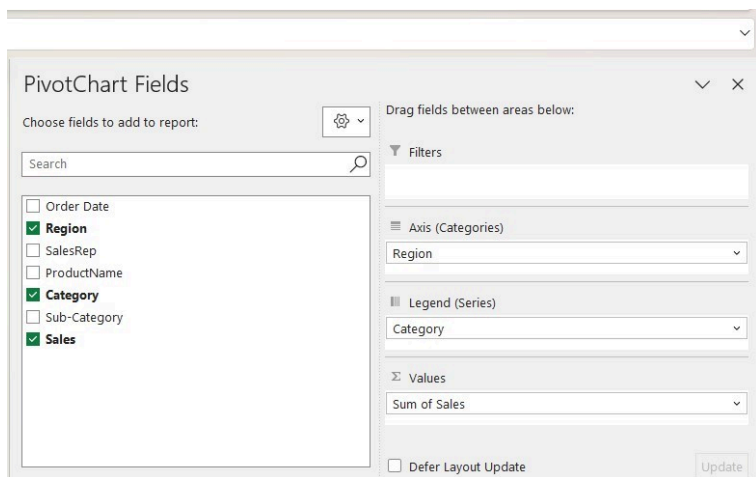 PivotChart Fields
Choose fields to add to report:
Search
Order Date
Region
SalesRep
ProductName
Category
Sub-Category
Sales
Drag fields between areas below:
Filters
Axis (Categories)
Region
Legend (Series)
Category
Σ Values
Sum of Sales
Defer Layout Update
Update